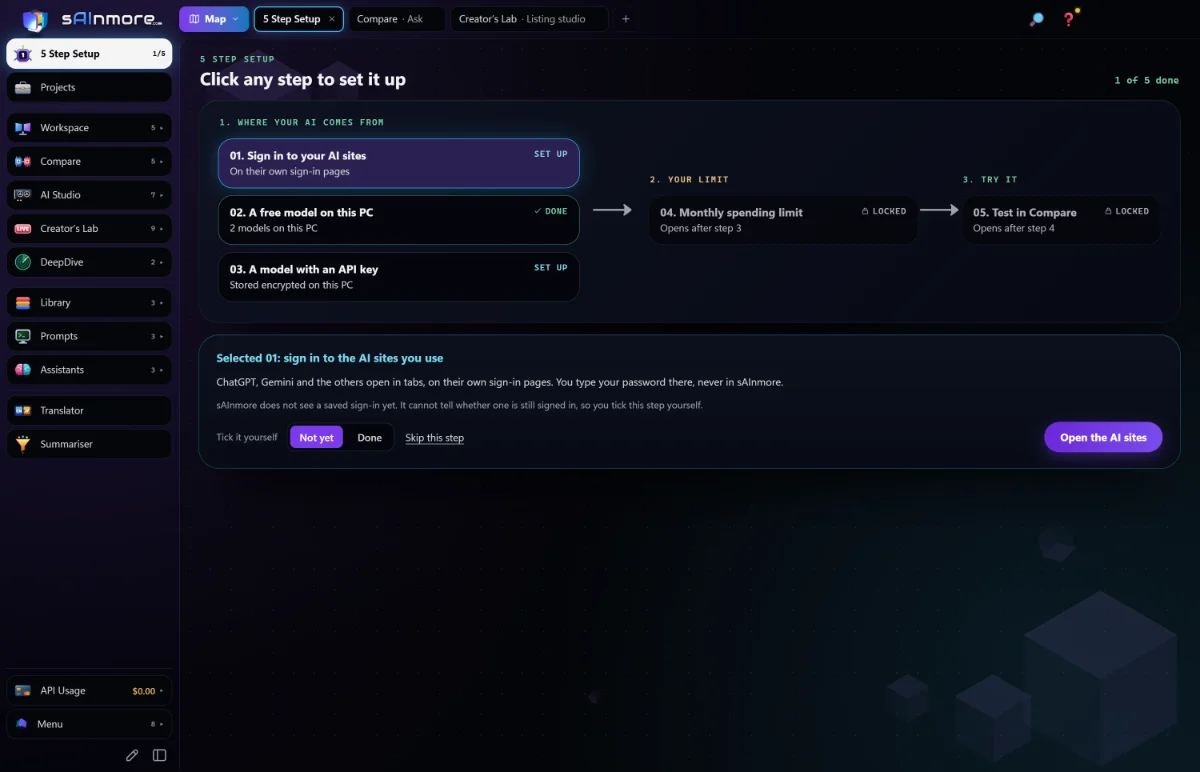 sAInmore.com
Map
5 Step Setup ×
Compare · Ask
Creator's Lab · Listing studio
+
?
5 Step Setup 1/5
Projects
Workspace 5
Compare 5
AI Studio 7
LIVE Creator's Lab 9
DeepDive 2
Library 3
Prompts 3
Assistants 3
Translator
Summariser
API Usage $0.00
Menu 8
5 STEP SETUP
Click any step to set it up
1 of 5 done
1. WHERE YOUR AI COMES FROM
01. Sign in to your AI sites SET UP
On their own sign-in pages
02. A free model on this PC ✓ DONE
2 models on this PC
03. A model with an API key SET UP
Stored encrypted on this PC
2. YOUR LIMIT
04. Monthly spending limit LOCKED
Opens after step 3
3. TRY IT
05. Test in Compare LOCKED
Opens after step 4
Selected 01: sign in to the AI sites you use
ChatGPT, Gemini and the others open in tabs, on their own sign-in pages. You type your password there, never in sAInmore.
sAInmore does not see a saved sign-in yet. It cannot tell whether one is still signed in, so you tick this step yourself.
Tick it yourself Not yet Done Skip this step
Open the AI sites